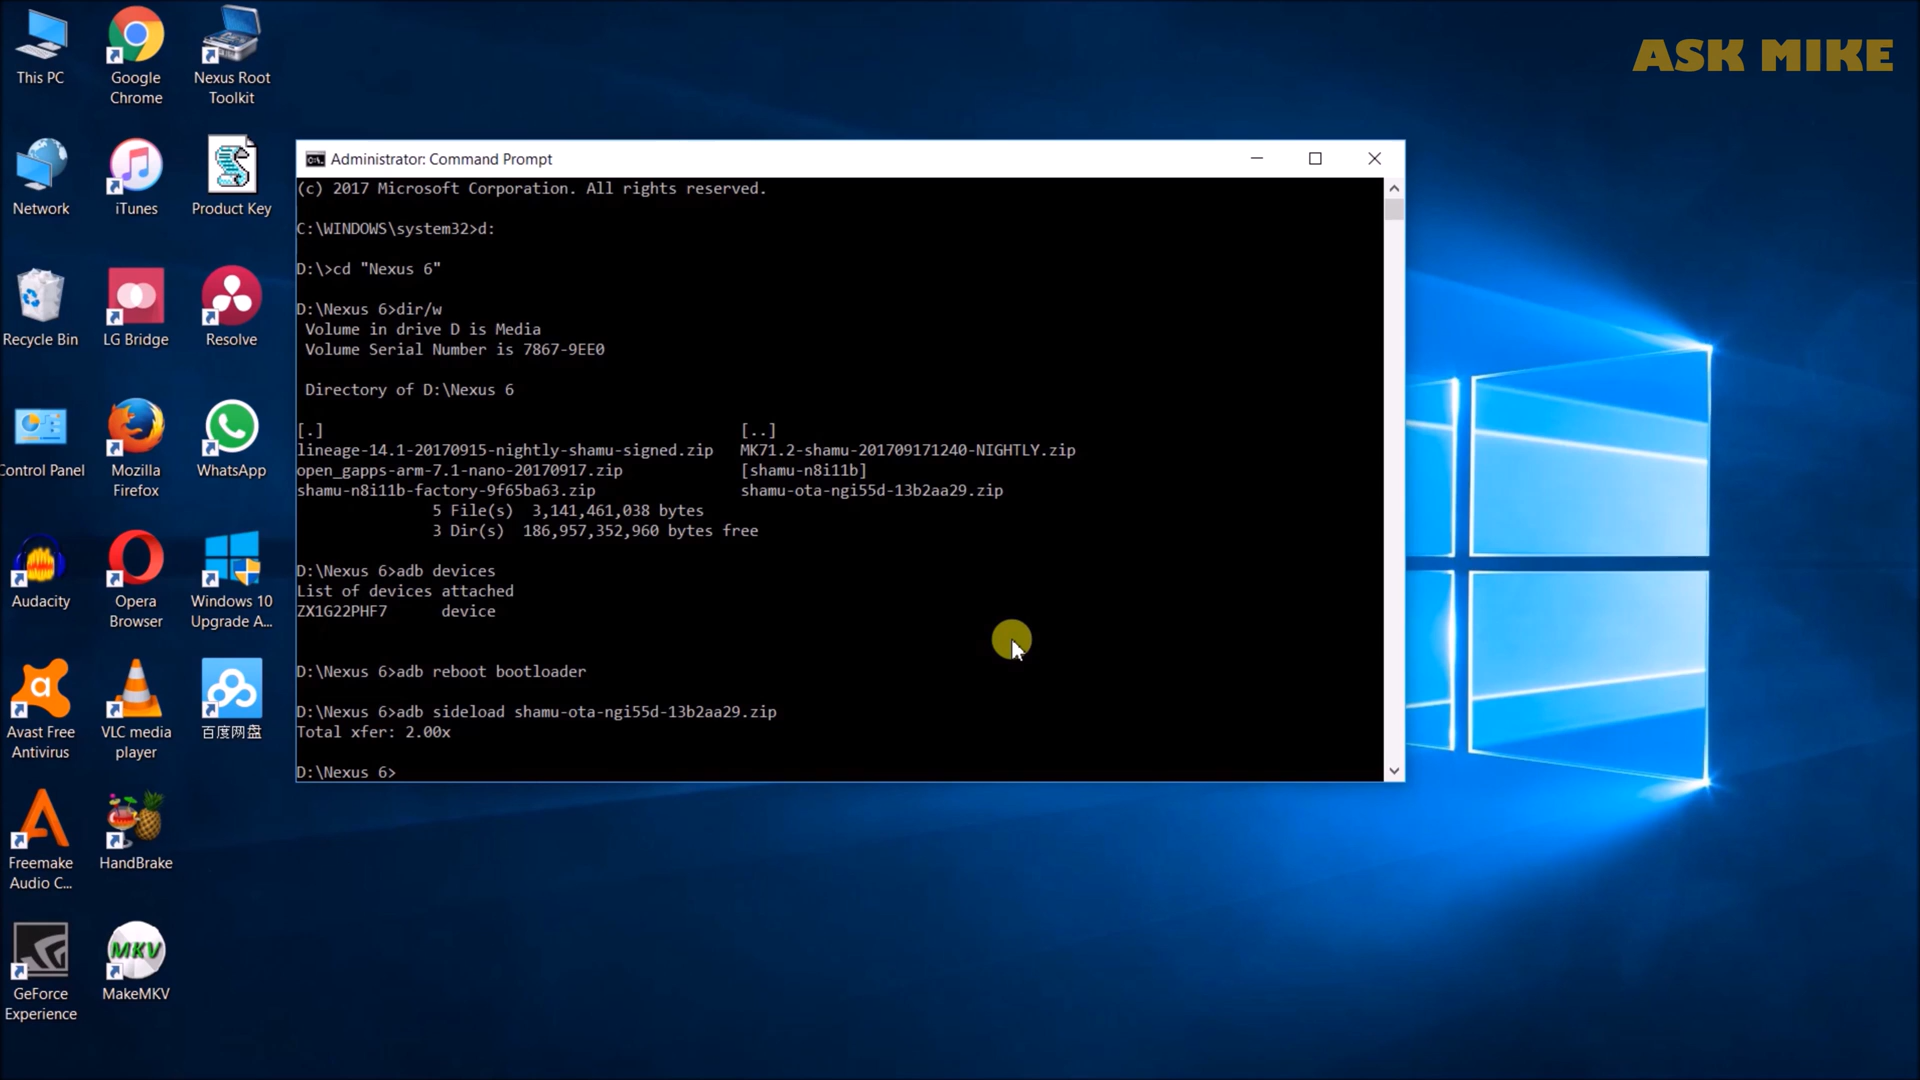 ASK MIKE
This PC
Google
Chrome
Nexus Root
Toolkit
Network
iTunes
Product Key
Recycle Bin
LG Bridge
Resolve
Control Panel
Mozilla
Firefox
WhatsApp
Audacity
Opera
Browser
Windows 10
Upgrade A...
Avast Free
Antivirus
VLC media
player
百度网盘
Freemake
Audio C...
HandBrake
GeForce
Experience
MKV
MakeMKV
Administrator: Command Prompt
(c) 2017 Microsoft Corporation. All rights reserved.
C:\WINDOWS\system32>d:
D:\>cd "Nexus 6"
D:\Nexus 6>dir/w
Volume in drive D is Media
Volume Serial Number is 7867-9EE0
Directory of D:\Nexus 6
[.] [..]
lineage-14.1-20170915-nightly-shamu-signed.zip MK71.2-shamu-201709171240-NIGHTLY.zip
open_gapps-arm-7.1-nano-20170917.zip [shamu-n8i11b]
shamu-n8i11b-factory-9f65ba63.zip shamu-ota-ngi55d-13b2aa29.zip
5 File(s) 3,141,461,038 bytes
3 Dir(s) 186,957,352,960 bytes free
D:\Nexus 6>adb devices
List of devices attached
ZX1G22PHF7 device
D:\Nexus 6>adb reboot bootloader
D:\Nexus 6>adb sideload shamu-ota-ngi55d-13b2aa29.zip
Total xfer: 2.00x
D:\Nexus 6>